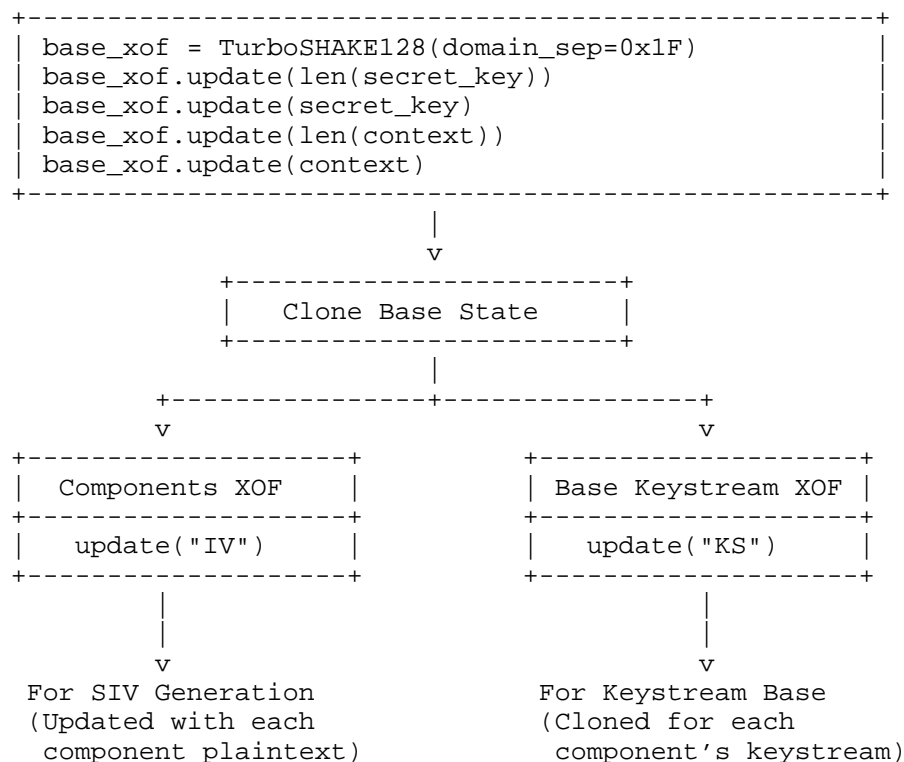 base_xof = TurboSHAKE128(domain_sep=0x1F)
base_xof.update(len(secret_key))
base_xof.update(secret_key)
base_xof.update(len(context))
base_xof.update(context)
Clone Base State
Components XOF
Base Keystream XOF
update("IV")
update("KS")
For SIV Generation
(Updated with each
component plaintext)
For Keystream Base
(Cloned for each
component's keystream)